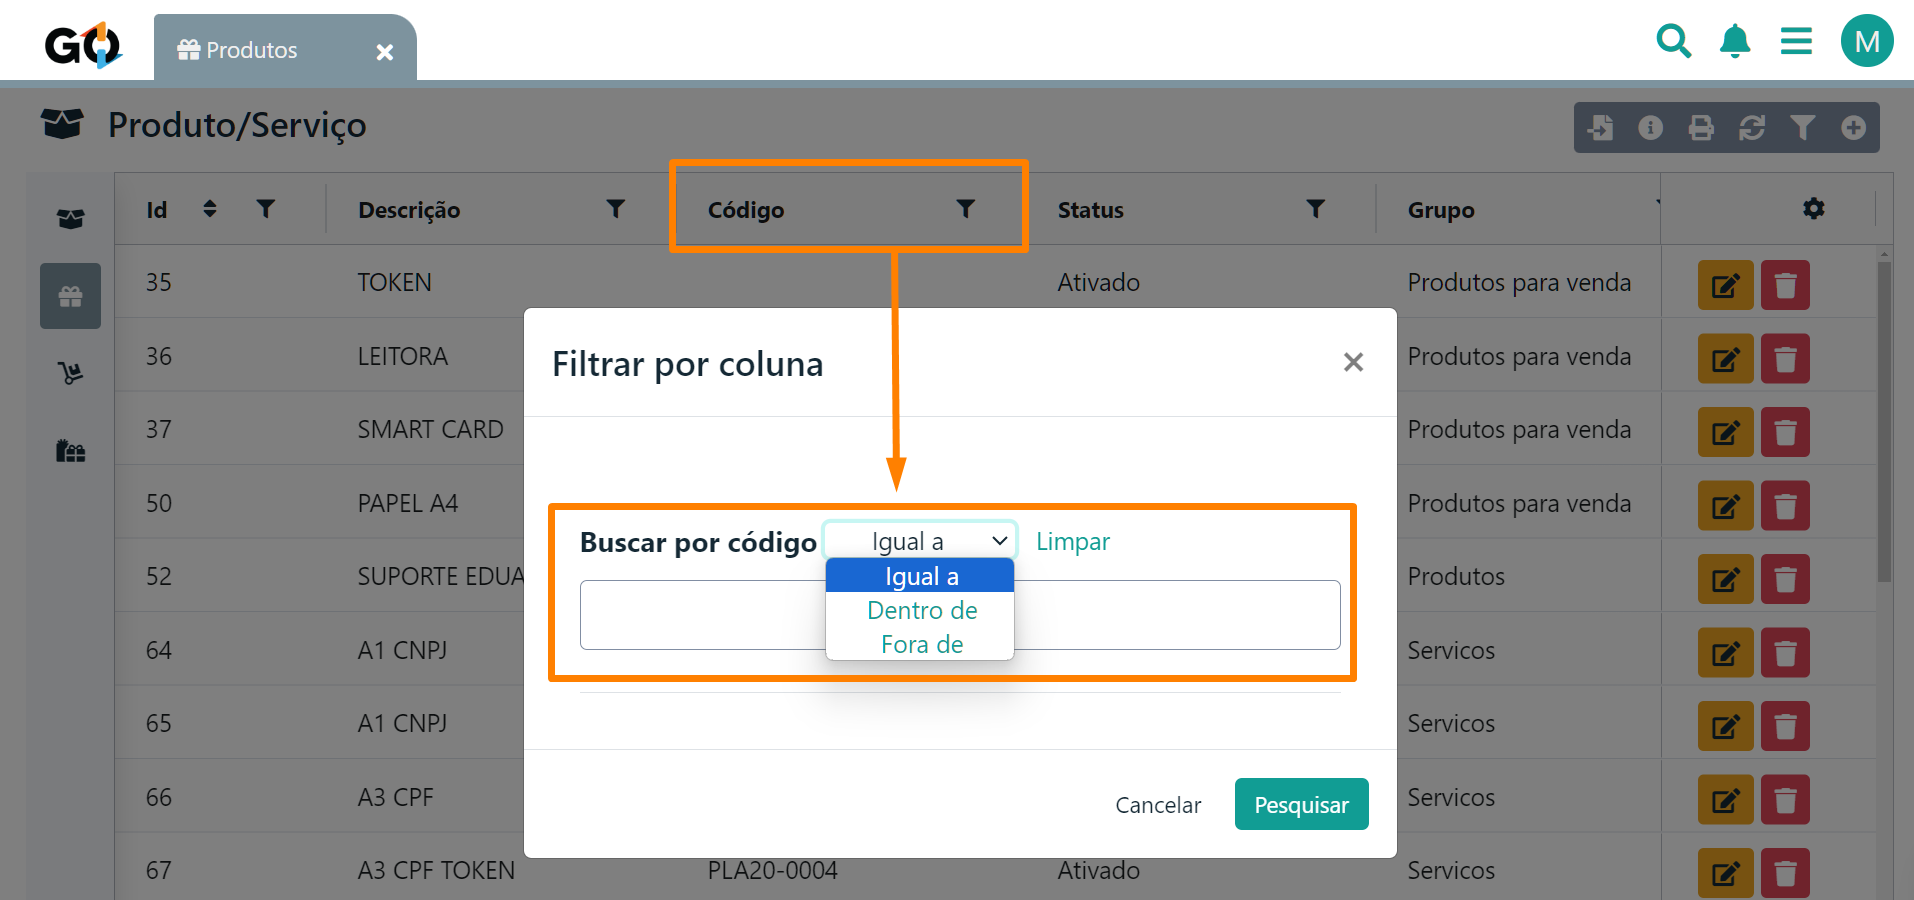 GO
Produtos
M
Produto/Serviço
Id Descrição Código Status Grupo
35 TOKEN Ativado Produtos para venda
Filtrar por coluna
36 LEITORA Produtos para venda
37 SMART CARD Produtos para venda
50 PAPEL A4 Produtos para venda
Buscar por código Igual a Limpar
Igual a
52 SUPORTE EDUA Produtos
Dentro de
Fora de
64 A1 CNPJ Servicos
65 A1 CNPJ Servicos
66 A3 CPF Servicos
Cancelar Pesquisar
67 A3 CPF TOKEN PLA20-0004 Ativado Servicos